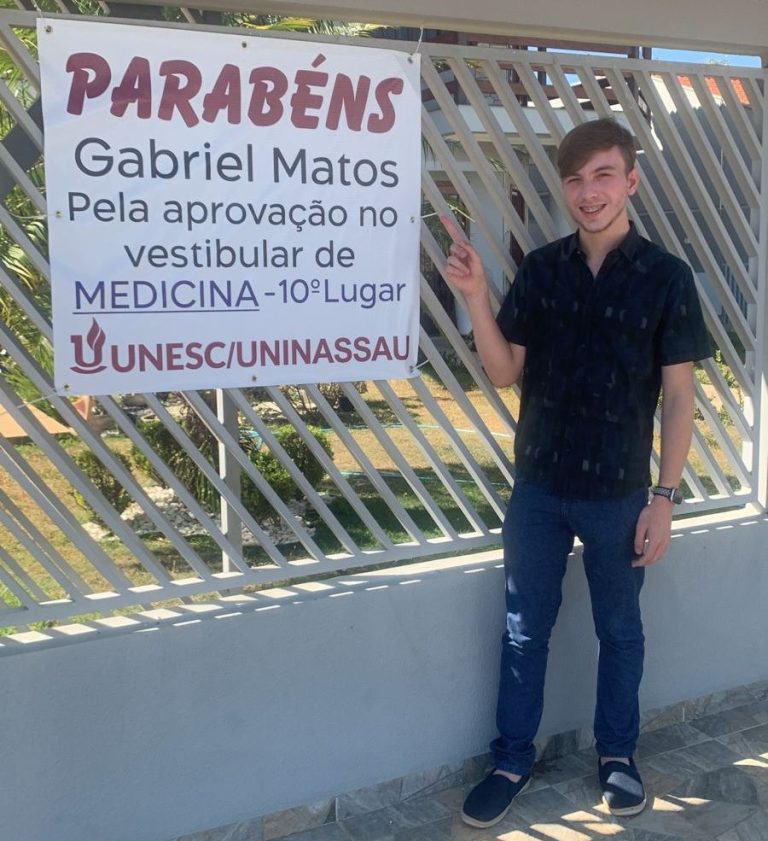 PARABÉNS
Gabriel Matos
Pela aprovação no
vestibular de
MEDICINA - 10º Lugar
UNESC/UNINASSAU